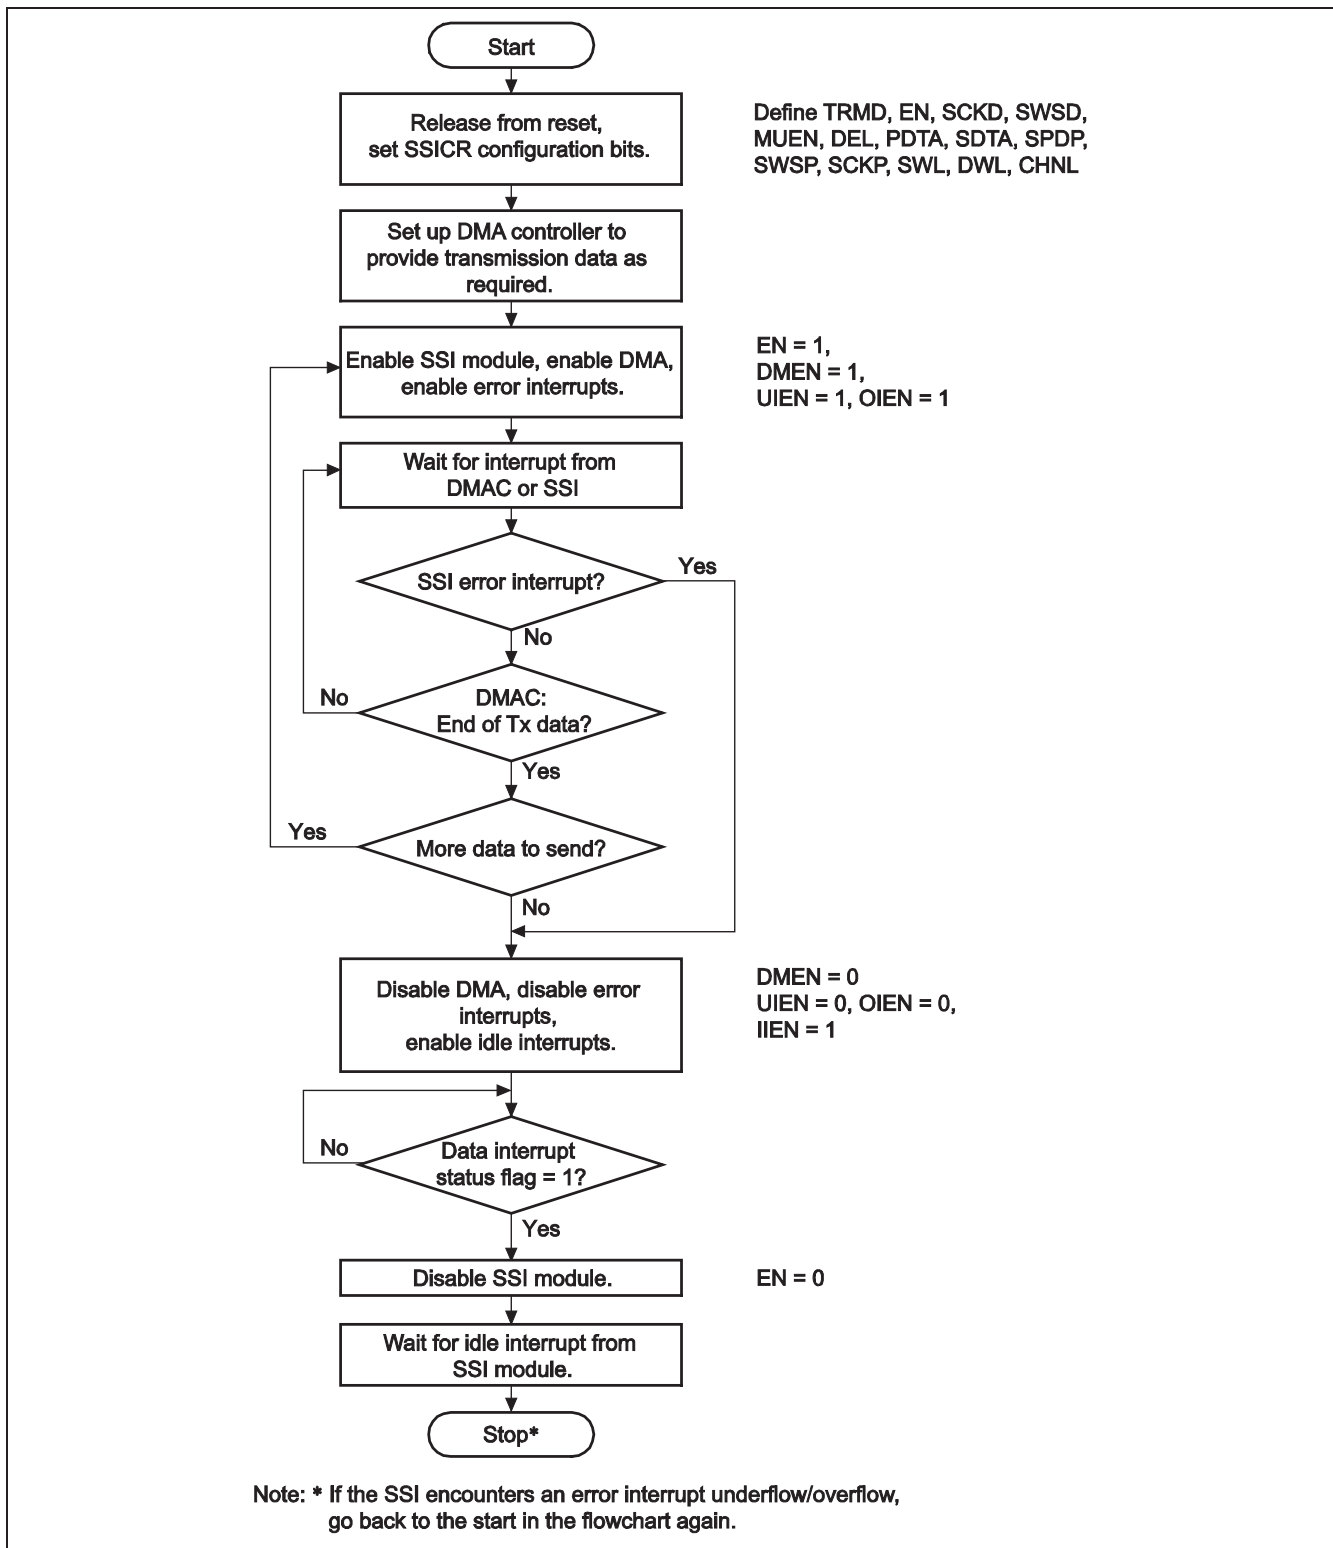 Start
Release from reset,
set SSICR configuration bits.
Define TRMD, EN, SCKD, SWSD,
MUEN, DEL, PDTA, SDTA, SPDP,
SWSP, SCKP, SWL, DWL, CHNL
Set up DMA controller to
provide transmission data as
required.
Enable SSI module, enable DMA,
enable error interrupts.
EN = 1,
DMEN = 1,
UIEN = 1, OIEN = 1
Wait for interrupt from
DMAC or SSI
SSI error interrupt?
Yes
No
DMAC:
End of Tx data?
No
Yes
More data to send?
Yes
No
Disable DMA, disable error
interrupts,
enable idle interrupts.
DMEN = 0
UIEN = 0, OIEN = 0,
IIEN = 1
Data interrupt
status flag = 1?
No
Yes
Disable SSI module.
EN = 0
Wait for idle interrupt from
SSI module.
Stop*
Note: * If the SSI encounters an error interrupt underflow/overflow,
go back to the start in the flowchart again.